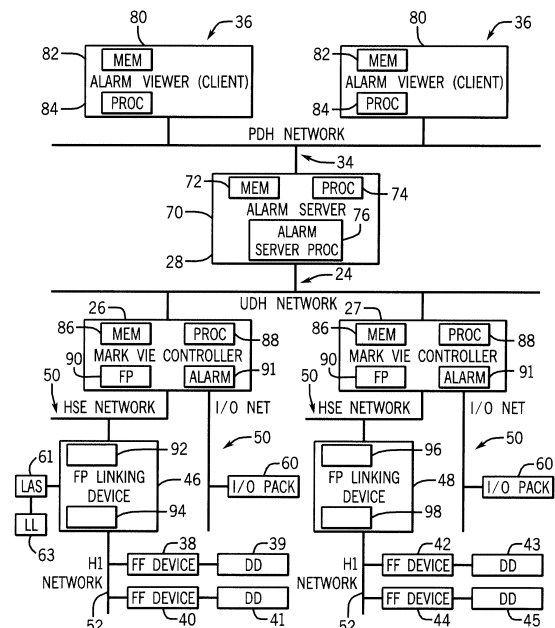 80 36 80 36
82 MEM 82 MEM
ALARM VIEWER (CLIENT) ALARM VIEWER (CLIENT)
84 PROC 84 PROC
PDH NETWORK
34
72 MEM PROC 74
70 ALARM SERVER 76
ALARM
SERVER PROC
28
24
UDH NETWORK
26 27
86 MEM PROC 88 86 MEM PROC 88
MARK VIE CONTROLLER MARK VIE CONTROLLER
90 FP ALARM 91 90 FP ALARM 91
50 HSE NETWORK I/O NET 50 HSE NETWORK I/O NET
92 50 96 50
61 46 60 48 60
LAS FP LINKING DEVICE I/O PACK FP LINKING DEVICE I/O PACK
LL 94 98
63
38 39 42 43
H1 FF DEVICE DD H1 FF DEVICE DD
NETWORK NETWORK
FF DEVICE DD FF DEVICE DD
52 40 41 52 44 45